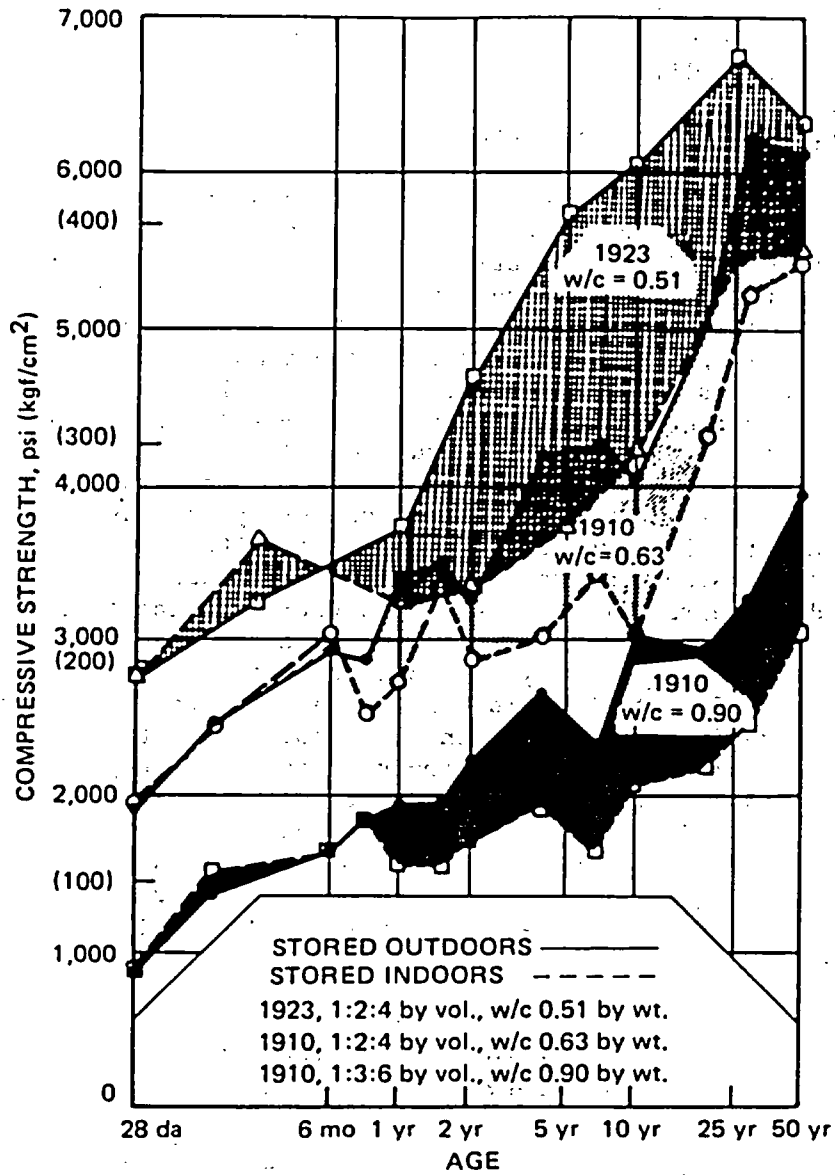 7,000
6,000
(400)
5,000
(300)
4,000
3,000
(200)
2,000
(100)
1,000
0
COMPRESSIVE STRENGTH, psi (kgf/cm²)
1923
w/c = 0.51
1910
w/c = 0.63
1910
w/c = 0.90
STORED OUTDOORS
STORED INDOORS
1923, 1:2:4 by vol., w/c 0.51 by wt.
1910, 1:2:4 by vol., w/c 0.63 by wt.
1910, 1:3:6 by vol., w/c 0.90 by wt.
28 da 6 mo 1 yr 2 yr 5 yr 10 yr 25 yr 50 yr
AGE